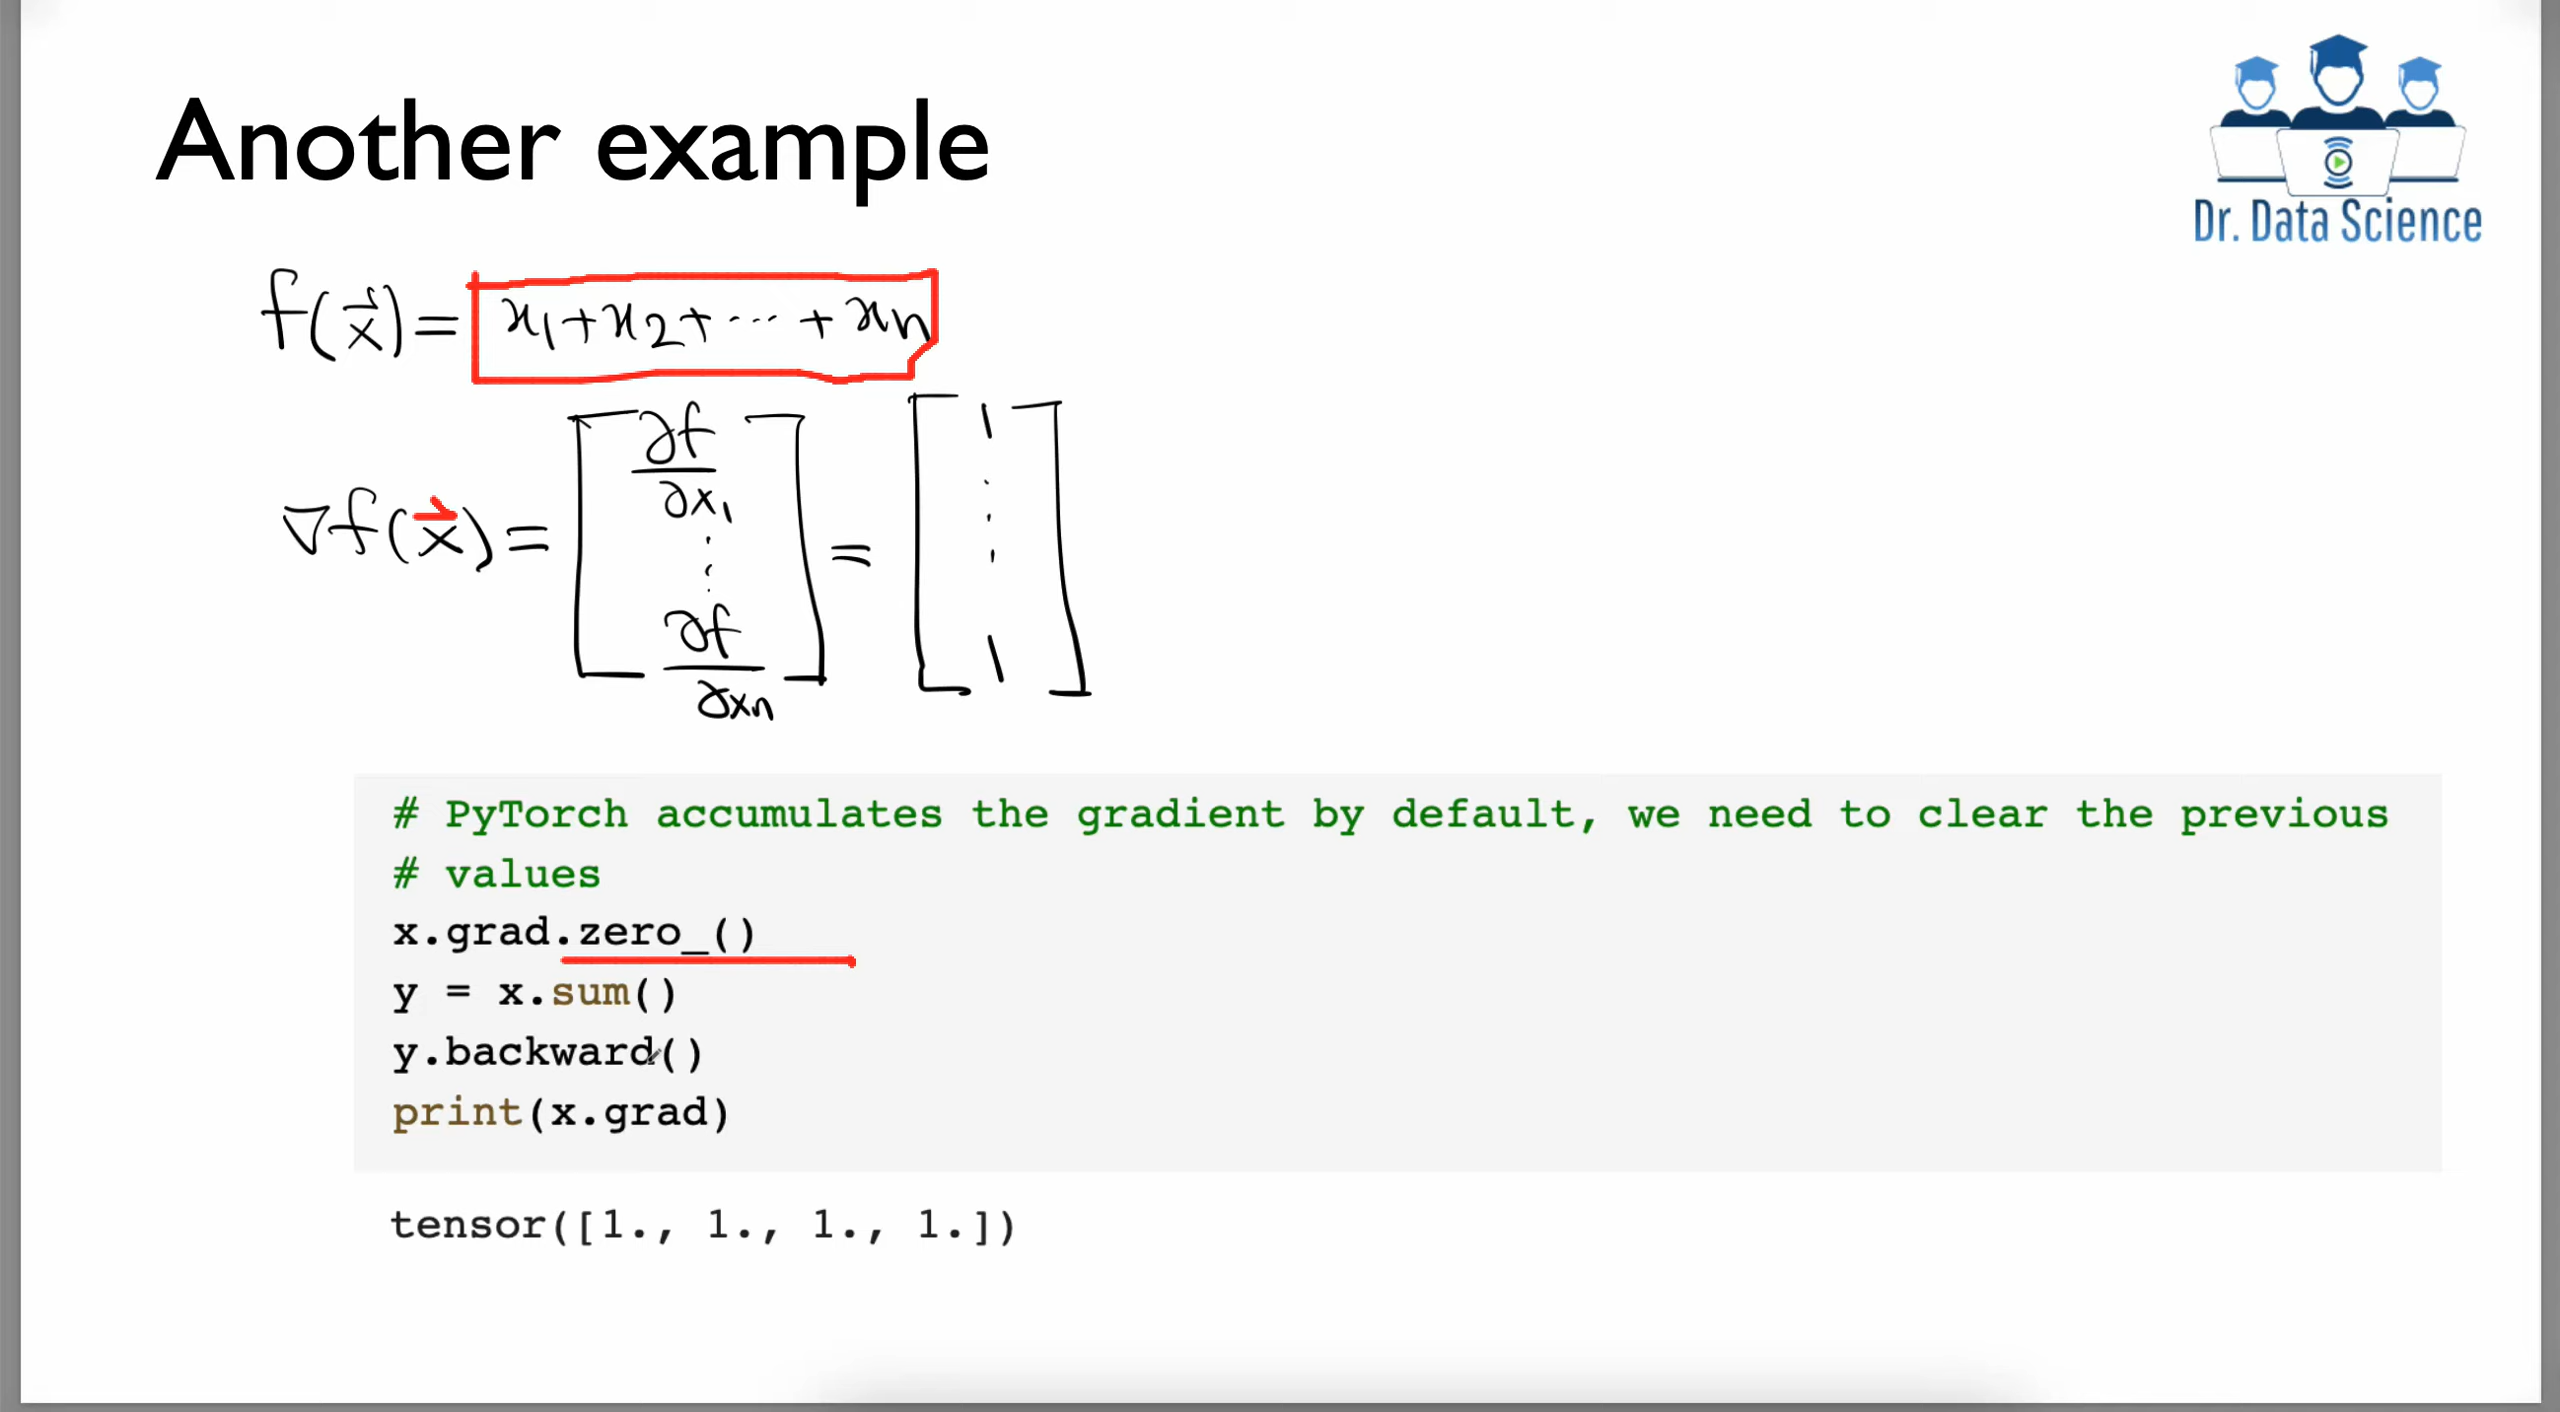 Another example
Dr. Data Science
f(x⃗) = x₁+x₂+ ... + xₙ
∇f(x⃗) = [∂f/∂x₁ ⋮ ∂f/∂xₙ] = [1 ⋮ 1]
# PyTorch accumulates the gradient by default, we need to clear the previous
# values
x.grad.zero_()
y = x.sum()
y.backward()
print(x.grad)
tensor([1., 1., 1., 1.])